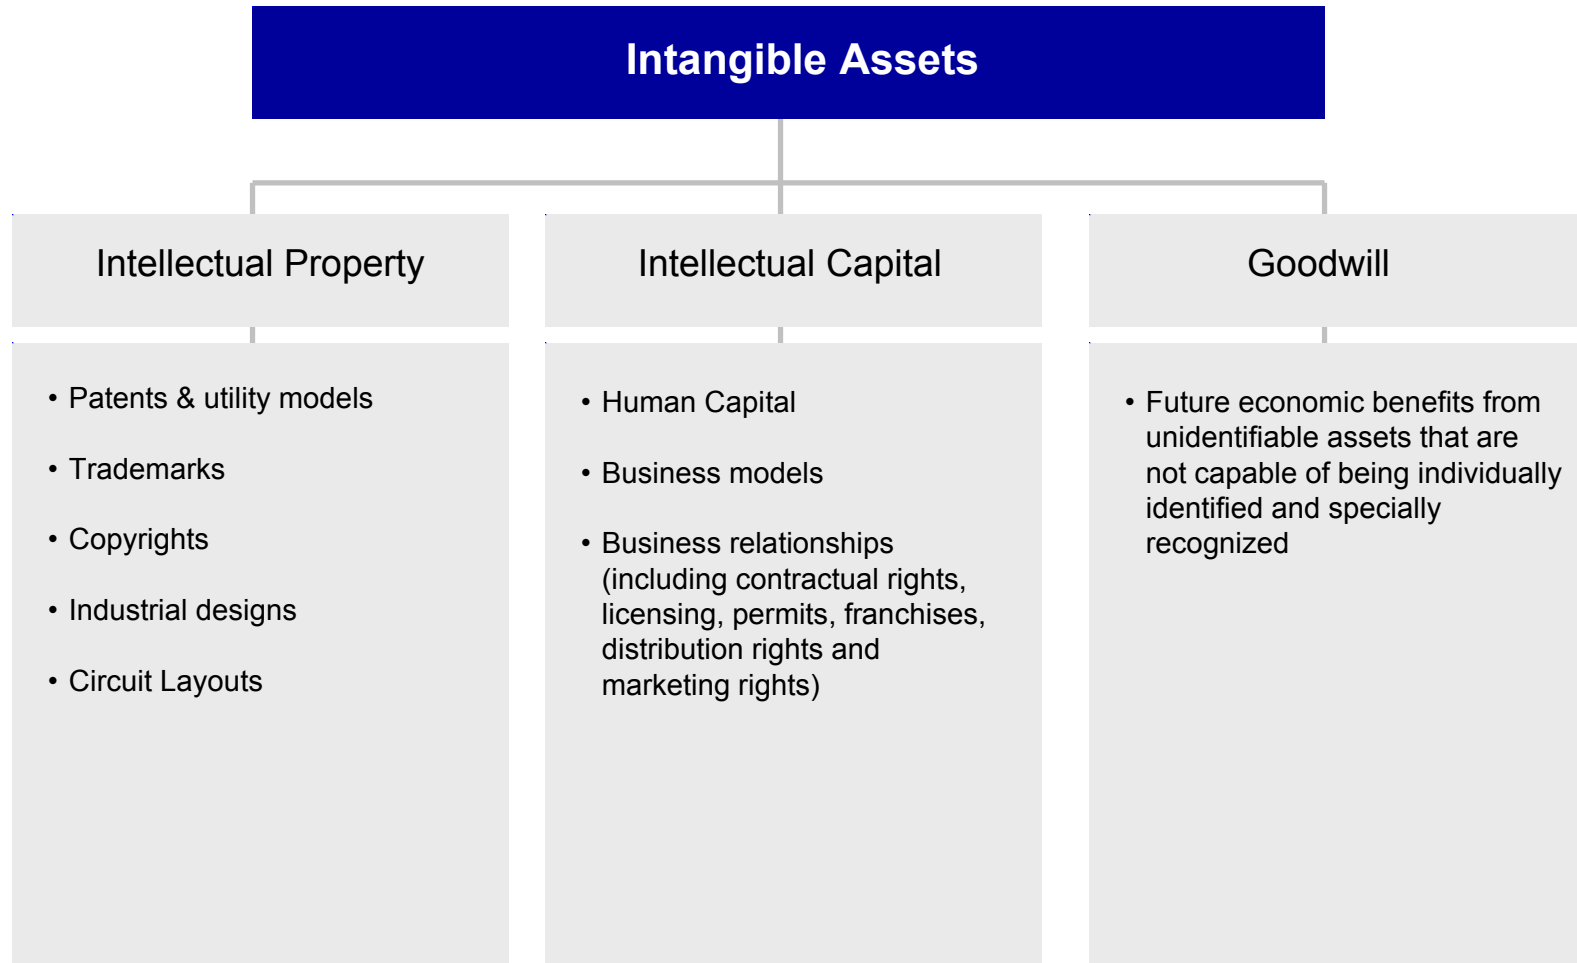 Intangible Assets
Intellectual Property
Intellectual Capital
Goodwill
• Patents & utility models
• Trademarks
• Copyrights
• Industrial designs
• Circuit Layouts
• Human Capital
• Business models
• Business relationships
(including contractual rights,
licensing, permits, franchises,
distribution rights and
marketing rights)
• Future economic benefits from
unidentifiable assets that are
not capable of being individually
identified and specially
recognized